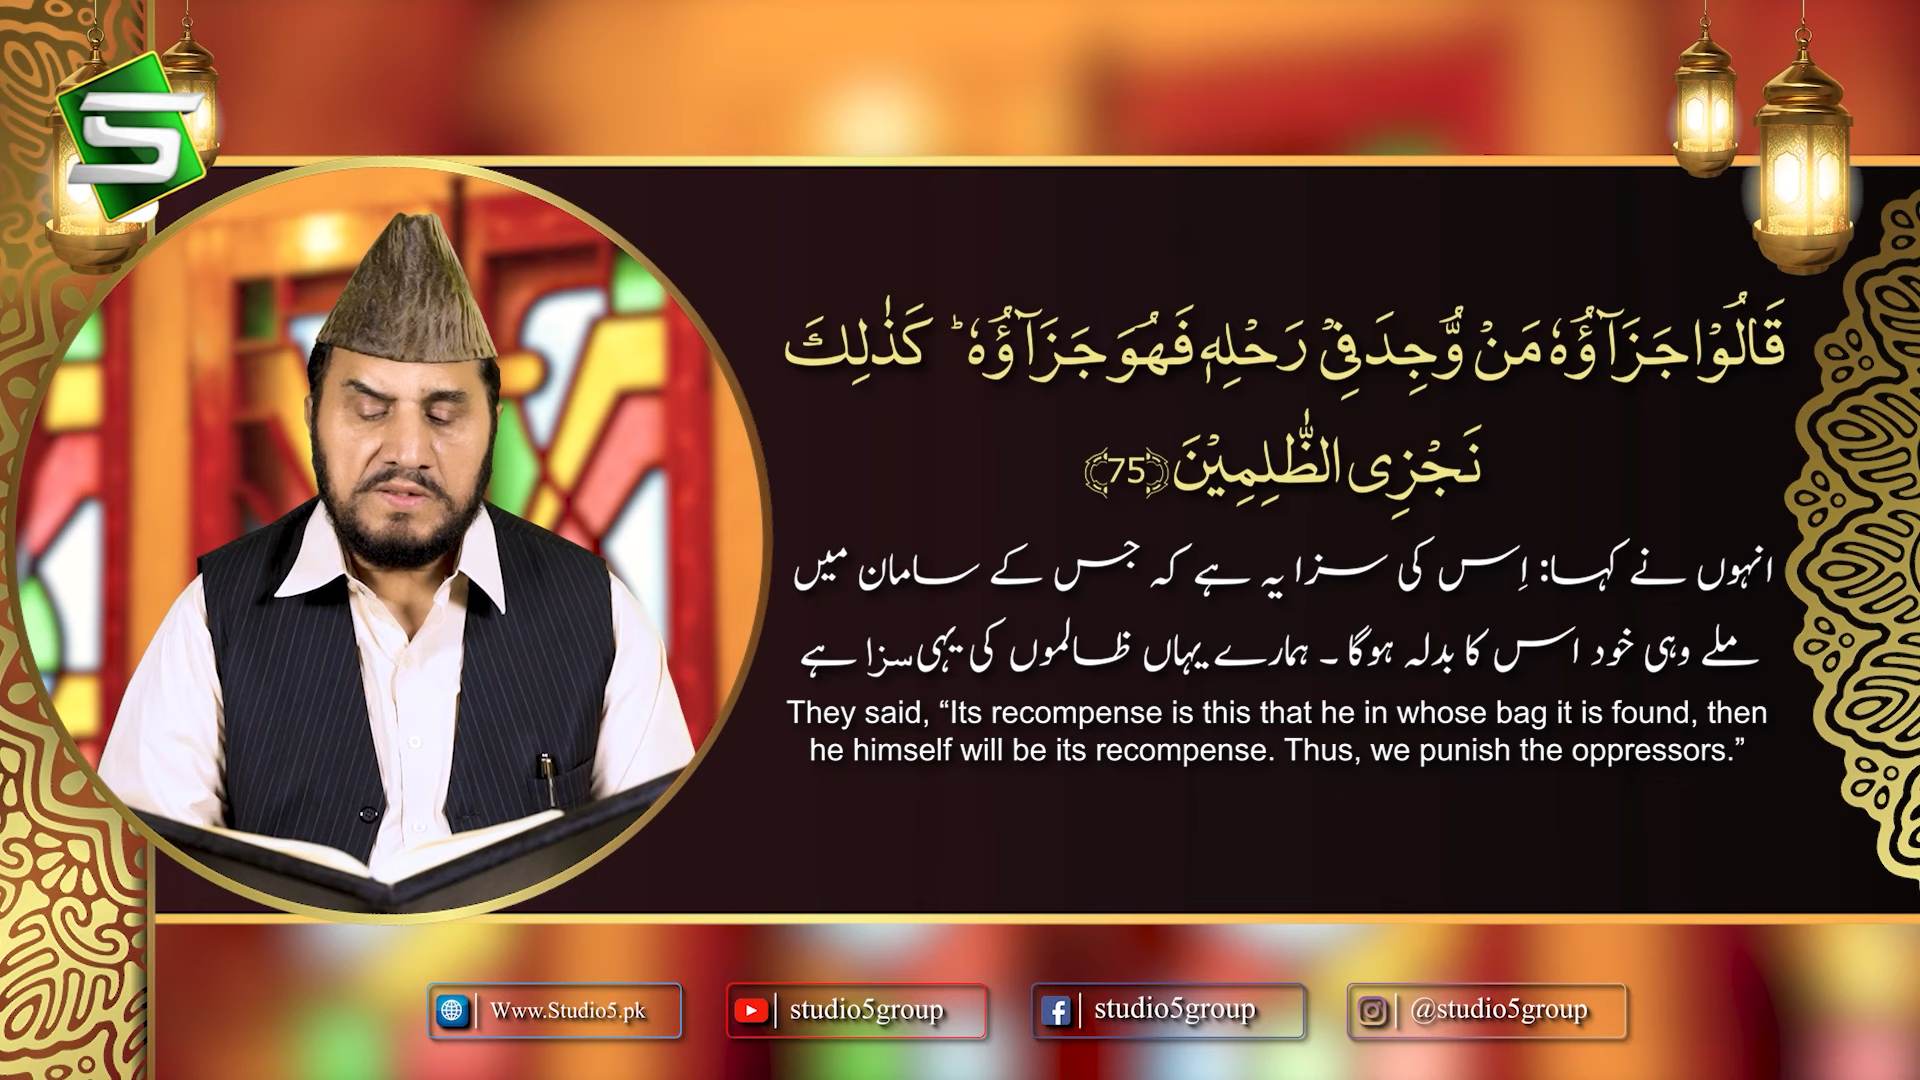 قَالُوۡا جَزَآؤُهٗ مَنۡ وُّجِدَ فِىۡ رَحۡلِهٖ فَهُوَ جَزَآؤُهٗ ؕ كَذٰلِكَ
نَجۡزِى الظّٰلِمِيۡنَ ﴿75﴾
انہوں نے کہا: اِس کی سزا یہ ہے کہ جس کے سامان میں
ملے وہی خود اس کا بدلہ ہوگا ۔ ہمارے یہاں ظالموں کی یہی سزا ہے
They said, “Its recompense is this that he in whose bag it is found, then
he himself will be its recompense. Thus, we punish the oppressors.”
Www.Studio5.pk
studio5group
studio5group
@studio5group